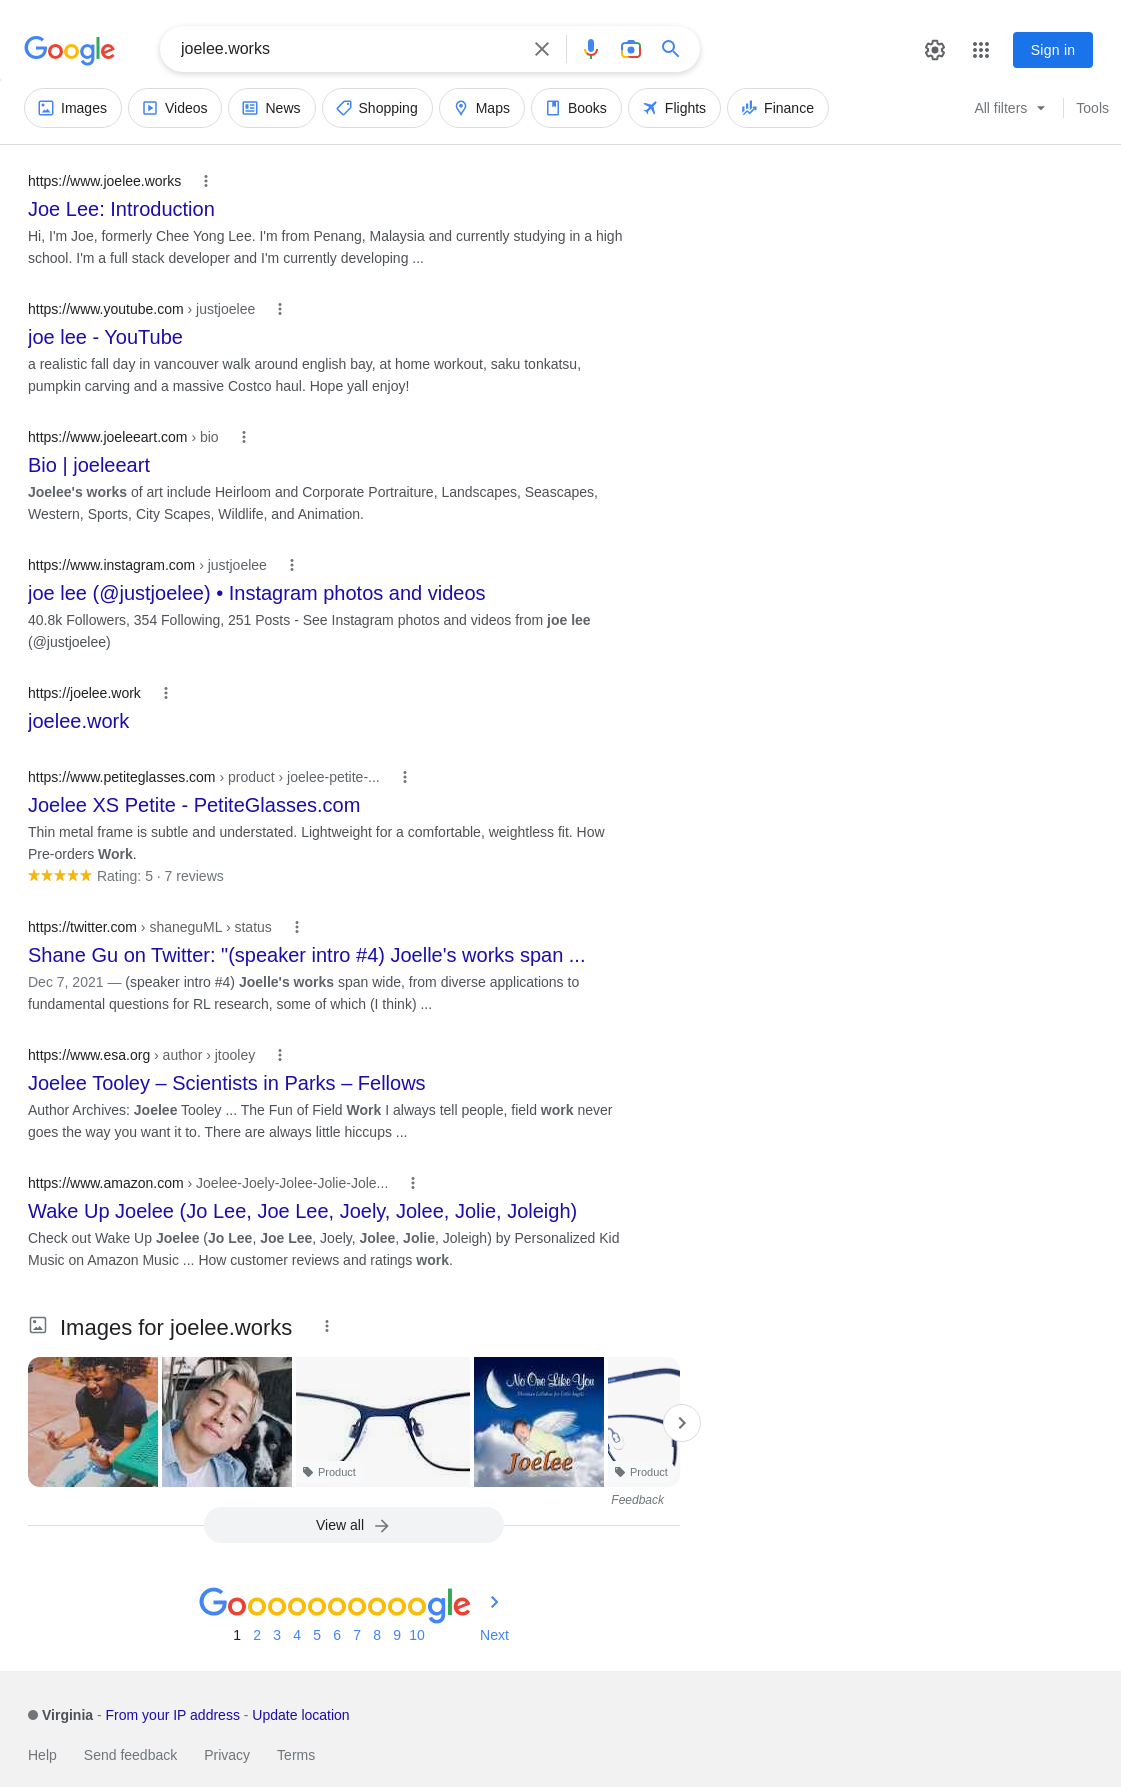 Google
joelee.works
Sign in
Images
Videos
News
Shopping
Maps
Books
Flights
Finance
All filters
Tools
https://www.joelee.works
Joe Lee: Introduction
Hi, I'm Joe, formerly Chee Yong Lee. I'm from Penang, Malaysia and currently studying in a high
school. I'm a full stack developer and I'm currently developing ...
https://www.youtube.com › justjoelee
joe lee - YouTube
a realistic fall day in vancouver walk around english bay, at home workout, saku tonkatsu,
pumpkin carving and a massive Costco haul. Hope yall enjoy!
https://www.joeleeart.com › bio
Bio | joeleeart
Joelee's works of art include Heirloom and Corporate Portraiture, Landscapes, Seascapes,
Western, Sports, City Scapes, Wildlife, and Animation.
https://www.instagram.com › justjoelee
joe lee (@justjoelee) • Instagram photos and videos
40.8k Followers, 354 Following, 251 Posts - See Instagram photos and videos from joe lee
(@justjoelee)
https://joelee.work
joelee.work
https://www.petiteglasses.com › product › joelee-petite-...
Joelee XS Petite - PetiteGlasses.com
Thin metal frame is subtle and understated. Lightweight for a comfortable, weightless fit. How
Pre-orders Work.
Rating: 5 · 7 reviews
https://twitter.com › shaneguML › status
Shane Gu on Twitter: "(speaker intro #4) Joelle's works span ...
Dec 7, 2021 — (speaker intro #4) Joelle's works span wide, from diverse applications to
fundamental questions for RL research, some of which (I think) ...
https://www.esa.org › author › jtooley
Joelee Tooley – Scientists in Parks – Fellows
Author Archives: Joelee Tooley ... The Fun of Field Work I always tell people, field work never
goes the way you want it to. There are always little hiccups ...
https://www.amazon.com › Joelee-Joely-Jolee-Jolie-Jole...
Wake Up Joelee (Jo Lee, Joe Lee, Joely, Jolee, Jolie, Joleigh)
Check out Wake Up Joelee (Jo Lee, Joe Lee, Joely, Jolee, Jolie, Joleigh) by Personalized Kid
Music on Amazon Music ... How customer reviews and ratings work.
Images for joelee.works
No One Like You
Joelee
Product
Product
Feedback
View all
Goooooooooogle
1 2 3 4 5 6 7 8 9 10 Next
Virginia - From your IP address - Update location
Help Send feedback Privacy Terms